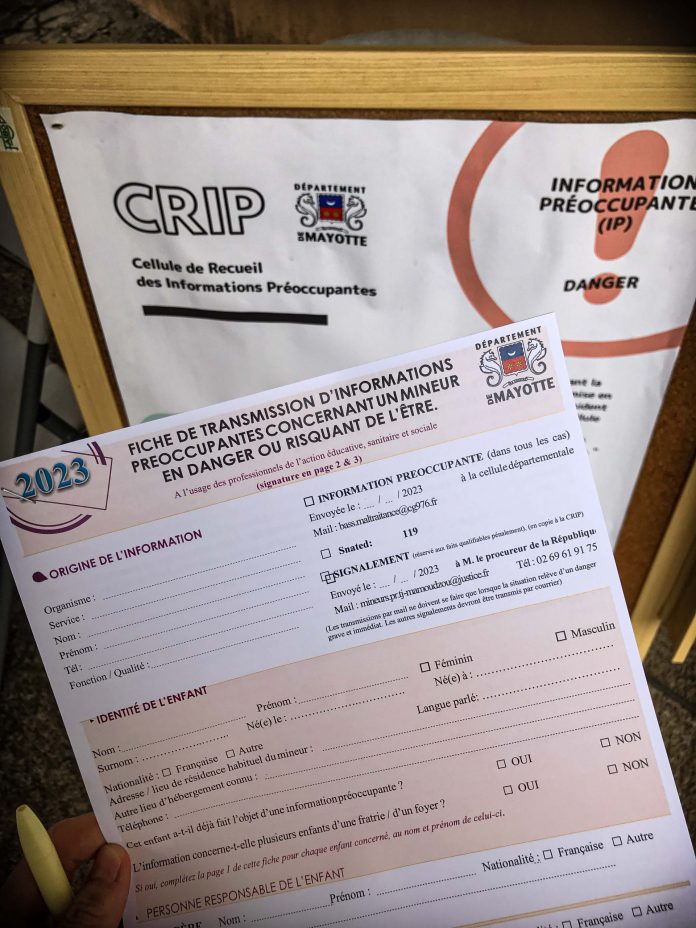 CRIP
DÉPARTEMENT
DE MAYOTTE
Cellule de Recueil
des Informations Préoccupantes
INFORMATION
PRÉOCCUPANTE
(IP)
DANGER
DÉPARTEMENT
DE MAYOTTE
2023
FICHE DE TRANSMISSION D'INFORMATIONS
PREOCCUPANTES CONCERNANT UN MINEUR
EN DANGER OU RISQUANT DE L'ÊTRE.
A l'usage des professionnels de l'action éducative, sanitaire et sociale
(signature en page 2 & 3)
ORIGINE DE L'INFORMATION
Organisme :
Service :
Nom :
Prénom :
Tél :
Fonction / Qualité :
☐ INFORMATION PREOCCUPANTE (dans tous les cas)
Envoyée le : .... / ... / 2023 à la cellule départementale
Mail : bass.maltraitance@cg976.fr
☐ Snated: 119
☐ SIGNALEMENT (réservé aux faits qualifiables pénalement), (en copie à la CRIP)
Envoyé le : .... / ... / 2023 à M. le procureur de la Républiqu
Mail : mineurs.pr.tj-mamoudzou@justice.fr Tél : 02 69 61 91 75
(Les transmissions par mail ne doivent se faire que lorsque la situation relève d'un danger
grave et immédiat. Les autres signalements devront être transmis par courrier)
IDENTITÉ DE L'ENFANT
Nom : Prénom : ☐ Féminin ☐ Masculin
Surnom : Né(e) le : Né(e) à :
Nationalité : ☐ Française ☐ Autre Langue parlé:
Adresse / lieu de résidence habituel du mineur :
Autre lieu d'hébergement connu :
Téléphone :
Cet enfant a-t-il déjà fait l'objet d'une information préoccupante ? ☐ OUI ☐ NON
L'information concerne-t-elle plusieurs enfants d'une fratrie / d'un foyer ? ☐ OUI ☐ NON
Si oui, complétez la page 1 de cette fiche pour chaque enfant concerné, au nom et prénom de celui-ci.
PERSONNE RESPONSABLE DE L'ENFANT
Nom : Prénom : Nationalité : ☐ Française ☐ Autre
☐ Française ☐ Autre